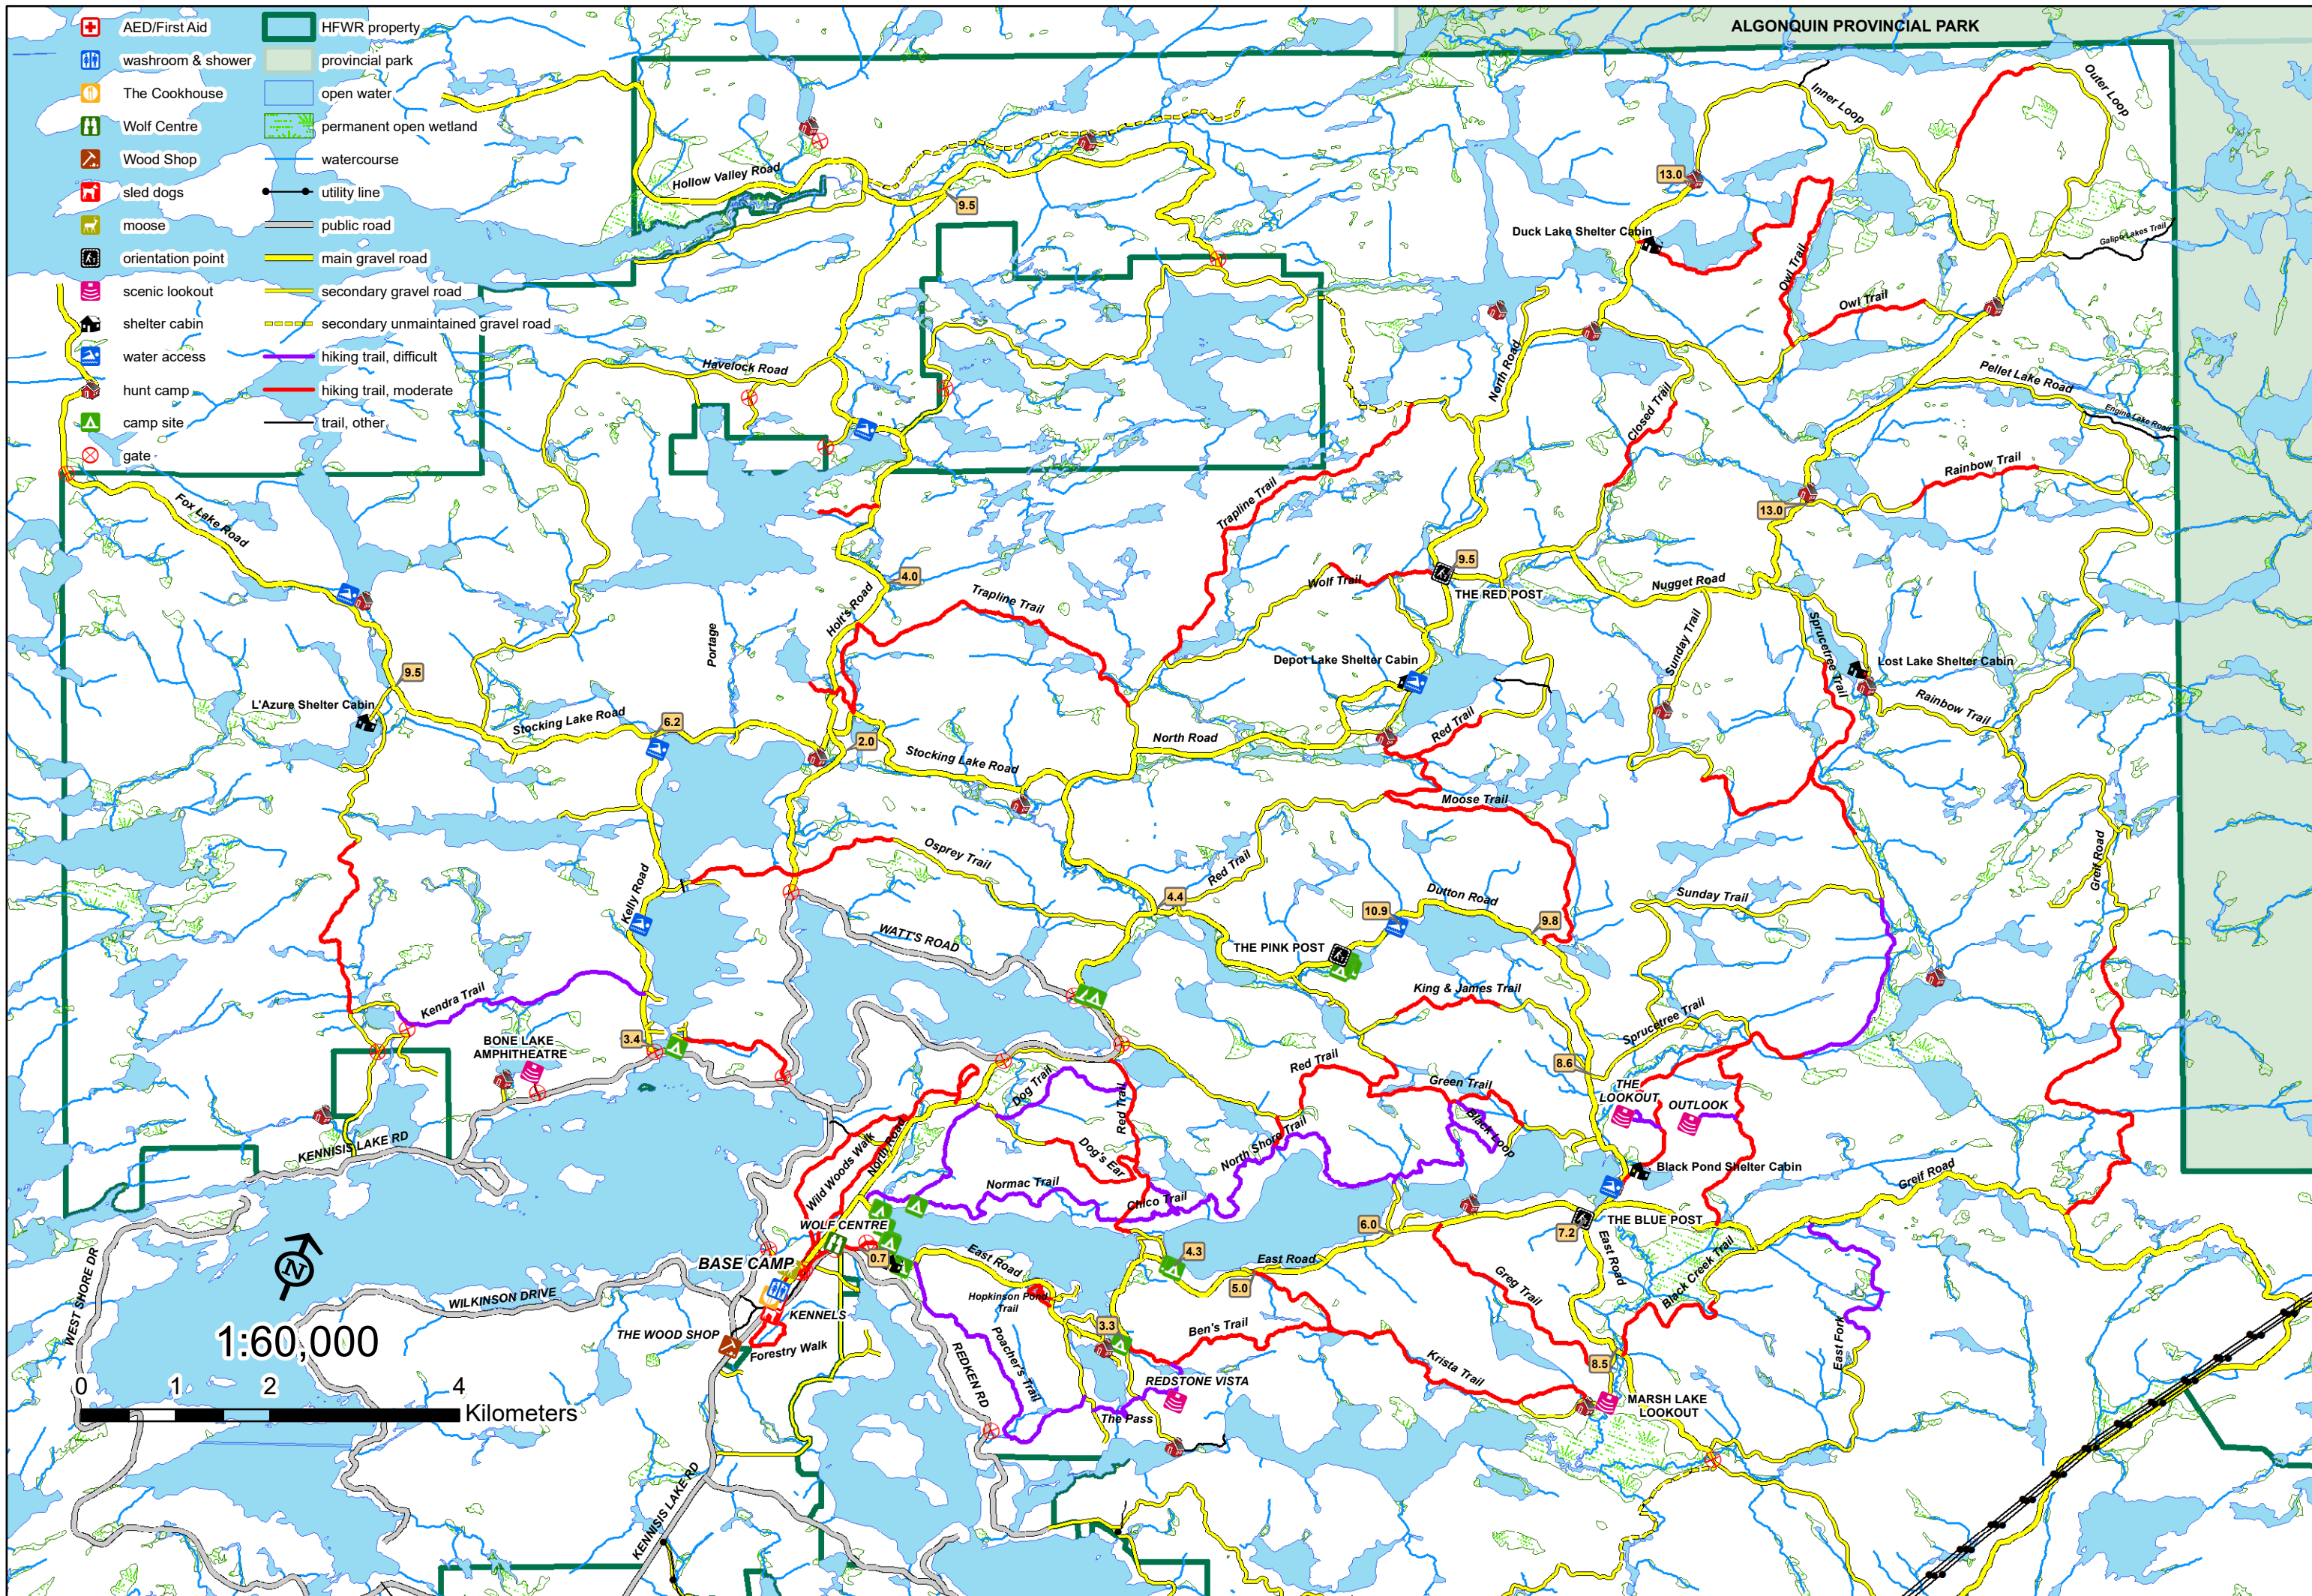 ALGONQUIN PROVINCIAL PARK
AED/First Aid
washroom & shower
The Cookhouse
Wolf Centre
Wood Shop
sled dogs
moose
orientation point
scenic lookout
shelter cabin
water access
hunt camp
camp site
gate
HFWR property
provincial park
open water
permanent open wetland
watercourse
utility line
public road
main gravel road
secondary gravel road
secondary unmaintained gravel road
hiking trail, difficult
hiking trail, moderate
trail, other
Outer Loop
Inner Loop
13.0
Hollow Valley Road
9.5
Duck Lake Shelter Cabin
Galipo Lakes Trail
Owl Trail
Owl Trail
North Road
Havelock Road
Pellet Lake Road
Engine Lake Road
Closed Trail
Rainbow Trail
Trapline Trail
13.0
Fox Lake Road
9.5
4.0
Wolf Trail
THE RED POST
Nugget Road
Trapline Trail
Holt's Road
Portage
Sunday Trail
Sprucetree Trail
Depot Lake Shelter Cabin
Lost Lake Shelter Cabin
9.5
L'Azure Shelter Cabin
Rainbow Trail
Stocking Lake Road
6.2
2.0
Stocking Lake Road
North Road
Red Trail
Moose Trail
Osprey Trail
Red Trail
Greif Road
Kelly Road
4.4
Dutton Road
10.9
9.8
Sunday Trail
WATT'S ROAD
THE PINK POST
King & James Trail
Kendra Trail
Sprucetree Trail
3.4
BONE LAKE
AMPHITHEATRE
8.6
Red Trail
Green Trail
THE
LOOKOUT
OUTLOOK
Dog Trail
Red Trail
Black Loop
North Shore Trail
KENNISIS LAKE RD
Wild Woods Walk
North Road
Dog's Ear
Black Pond Shelter Cabin
Greif Road
Normac Trail
Chico Trail
WOLF CENTRE
6.0
THE BLUE POST
7.2
BASE CAMP
0.7
East Road
4.3
East Road
5.0
East Road
Black Creek Trail
N
WEST SHORE DR
WILKINSON DRIVE
Hopkinson Pond
Trail
Greg Trail
KENNELS
THE WOOD SHOP
Forestry Walk
3.3
Ben's Trail
East Fork
1:60,000
REDKEN RD
Poacher's Trail
Krista Trail
8.5
0 1 2 4
Kilometers
REDSTONE VISTA
The Pass
MARSH LAKE
LOOKOUT
KENNISIS LAKE RD